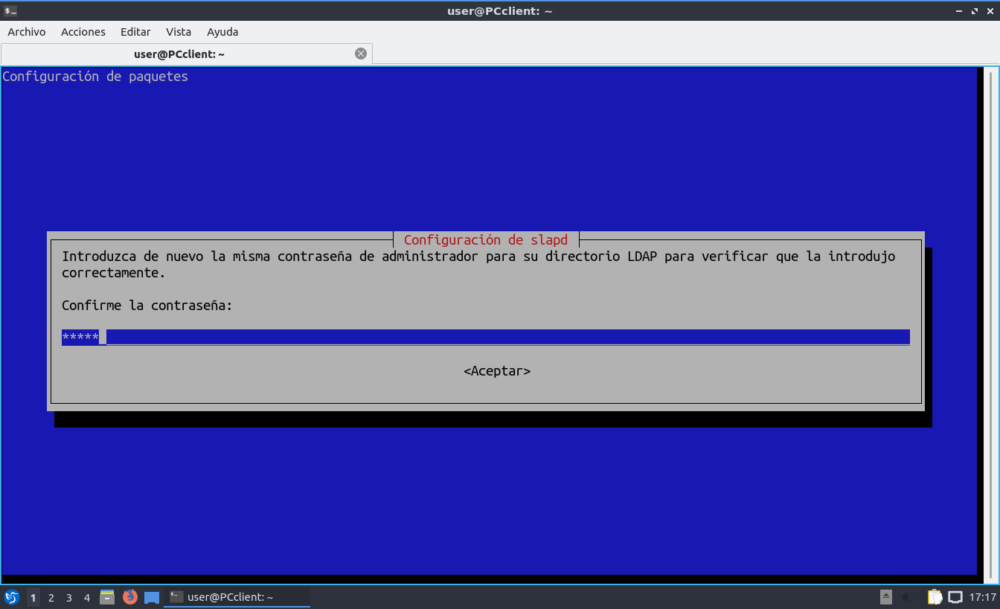 user@PCclient: ~
Archivo Acciones Editar Vista Ayuda
user@PCclient: ~
Configuración de paquetes
Configuración de slapd
Introduzca de nuevo la misma contraseña de administrador para su directorio LDAP para verificar que la introdujo
correctamente.
Confirme la contraseña:
*****
<Aceptar>
1 2 3 4 user@PCclient: ~ 17:17